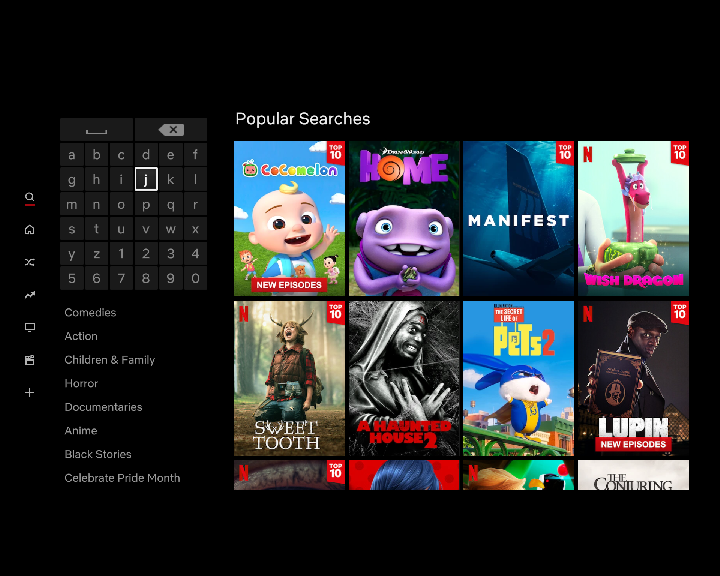 Popular Searches
a b c d e f
g h i j k l
m n o p q r
s t u v w x
y z 1 2 3 4
5 6 7 8 9 0
Comedies
Action
Children & Family
Horror
Documentaries
Anime
Black Stories
Celebrate Pride Month
TOP 10
CoComelon
NEW EPISODES
DREAMWORKS
HOME
TOP 10
MANIFEST
N
TOP 10
WISH DRAGON
N
TOP 10
SWEET TOOTH
A HAUNTED HOUSE 2
THE SECRET LIFE OF
PETS 2
N
TOP 10
LUPIN
NEW EPISODES
N
TOP 10
N
THE
CONJURING